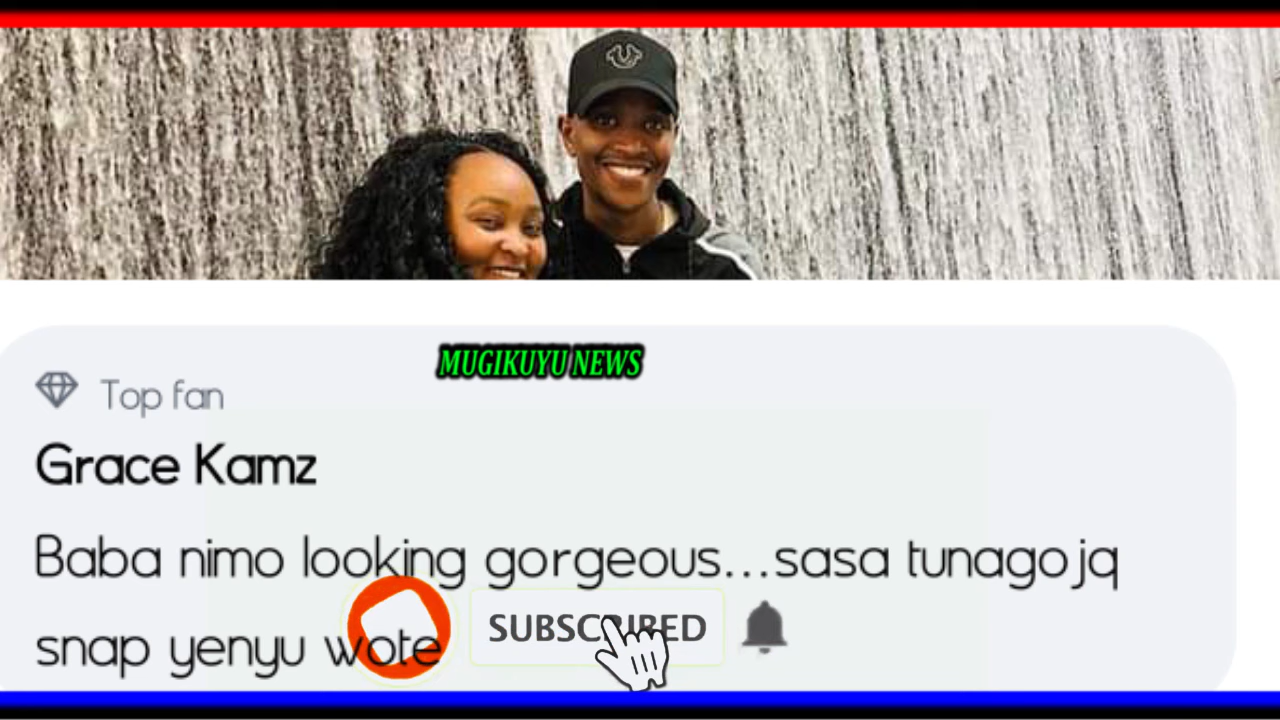 MUGIKUYU NEWS
Top fan
Grace Kamz
Baba nimo looking gorgeous...sasa tunagojq
snap yenyu wote
SUBSCRIBED